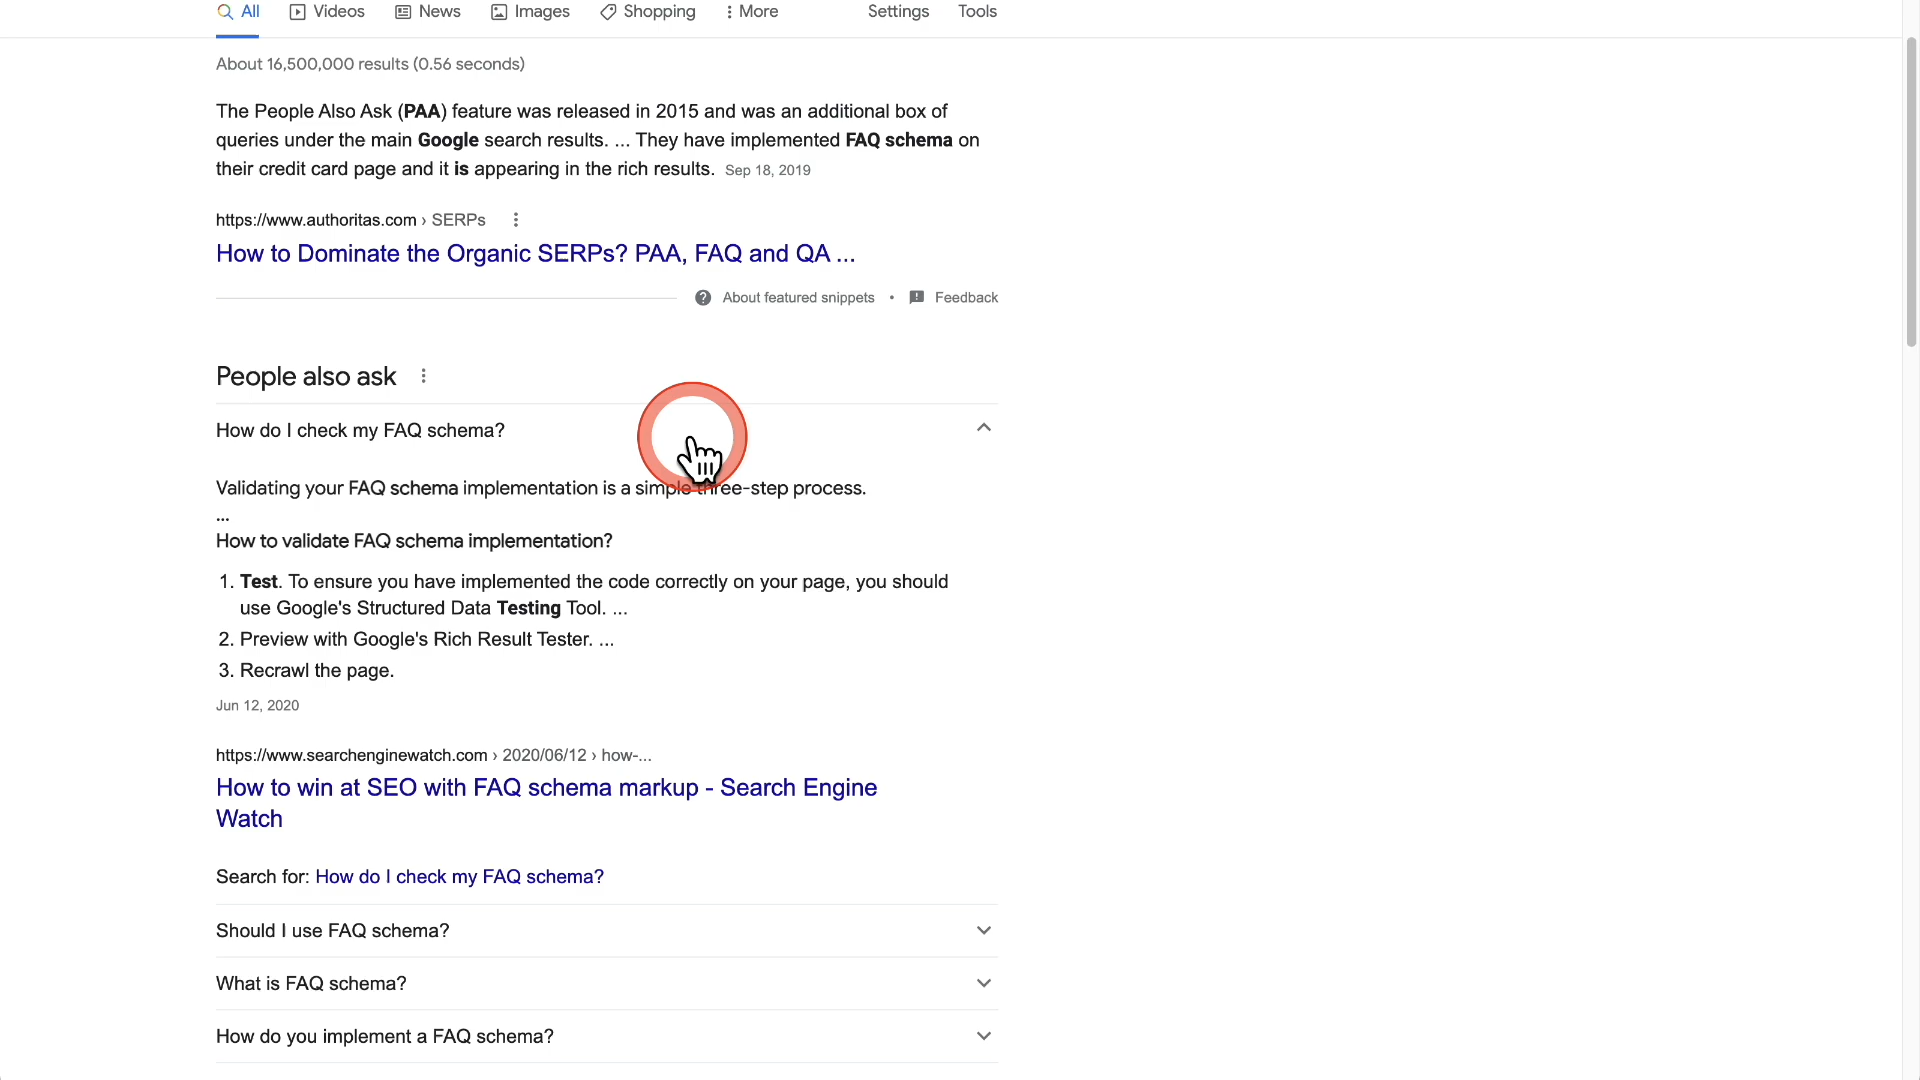 All Videos News Images Shopping More Settings Tools
About 16,500,000 results (0.56 seconds)
The People Also Ask (PAA) feature was released in 2015 and was an additional box of
queries under the main Google search results. ... They have implemented FAQ schema on
their credit card page and it is appearing in the rich results. Sep 18, 2019
https://www.authoritas.com › SERPs
How to Dominate the Organic SERPs? PAA, FAQ and QA ...
About featured snippets • Feedback
People also ask
How do I check my FAQ schema?
Validating your FAQ schema implementation is a simple three-step process.
...
How to validate FAQ schema implementation?
1. Test. To ensure you have implemented the code correctly on your page, you should
use Google's Structured Data Testing Tool. ...
2. Preview with Google's Rich Result Tester. ...
3. Recrawl the page.
Jun 12, 2020
https://www.searchenginewatch.com › 2020/06/12 › how-...
How to win at SEO with FAQ schema markup - Search Engine
Watch
Search for: How do I check my FAQ schema?
Should I use FAQ schema?
What is FAQ schema?
How do you implement a FAQ schema?